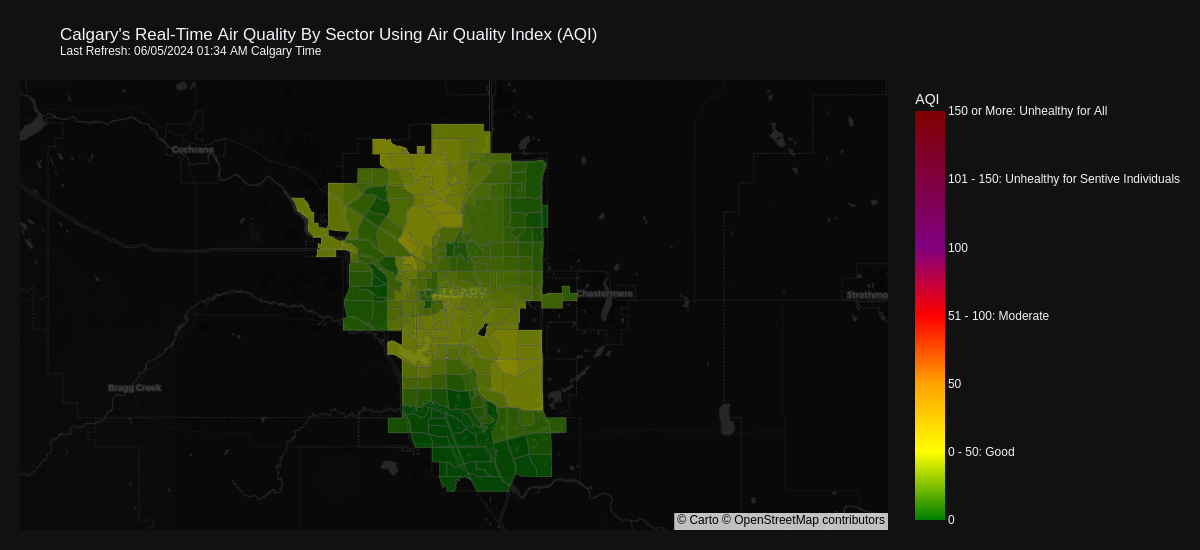 Calgary's Real-Time Air Quality By Sector Using Air Quality Index (AQI)
Last Refresh: 06/05/2024 01:34 AM Calgary Time
AQI
150 or More: Unhealthy for All
101 - 150: Unhealthy for Sentive Individuals
100
51 - 100: Moderate
50
0 - 50: Good
0
Cochrane
CALGARY
Chestermere
Strathmo
Bragg Creek
© Carto © OpenStreetMap contributors